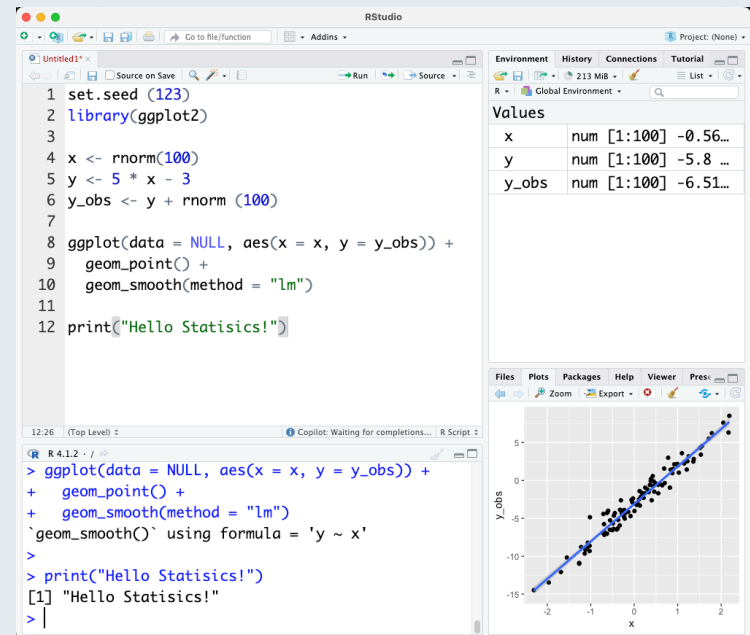 RStudio
Go to file/function
Addins
Project: (None)
Untitled1*
Source on Save
Run
Source
1 set.seed (123)
2 library(ggplot2)
3
4 x <- rnorm(100)
5 y <- 5 * x - 3
6 y_obs <- y + rnorm (100)
7
8 ggplot(data = NULL, aes(x = x, y = y_obs)) +
9   geom_point() +
10   geom_smooth(method = "lm")
11
12 print("Hello Statisics!")
12:26 (Top Level) Copilot: Waiting for completions... R Script
R 4.1.2 · /
> ggplot(data = NULL, aes(x = x, y = y_obs)) +
+   geom_point() +
+   geom_smooth(method = "lm")
`geom_smooth()` using formula = 'y ~ x'
>
> print("Hello Statisics!")
[1] "Hello Statisics!"
>
Environment History Connections Tutorial
213 MiB List
R Global Environment
Values
x num [1:100] -0.56…
y num [1:100] -5.8 …
y_obs num [1:100] -6.51…
Files Plots Packages Help Viewer Prese
Zoom Export
y_obs
5
0
-5
-10
-15
-2 -1 0 1 2
x